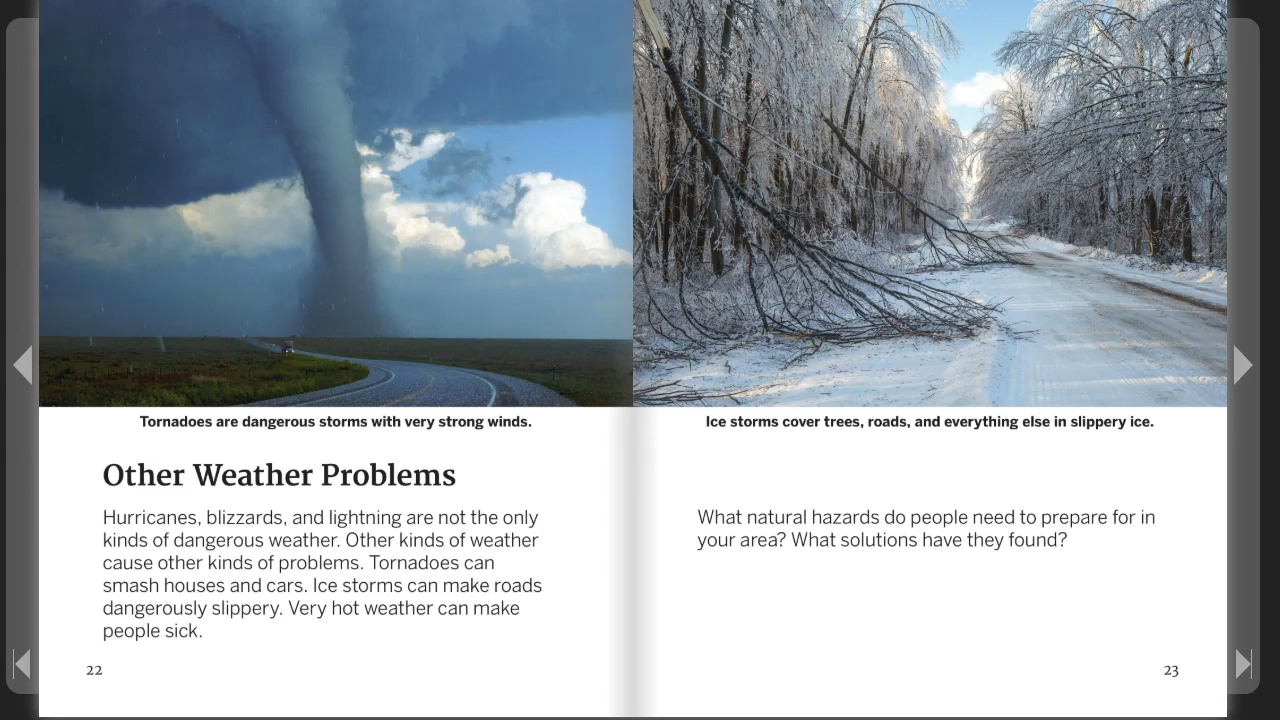 Tornadoes are dangerous storms with very strong winds.
Other Weather Problems
Hurricanes, blizzards, and lightning are not the only
kinds of dangerous weather. Other kinds of weather
cause other kinds of problems. Tornadoes can
smash houses and cars. Ice storms can make roads
dangerously slippery. Very hot weather can make
people sick.
22
Ice storms cover trees, roads, and everything else in slippery ice.
What natural hazards do people need to prepare for in
your area? What solutions have they found?
23